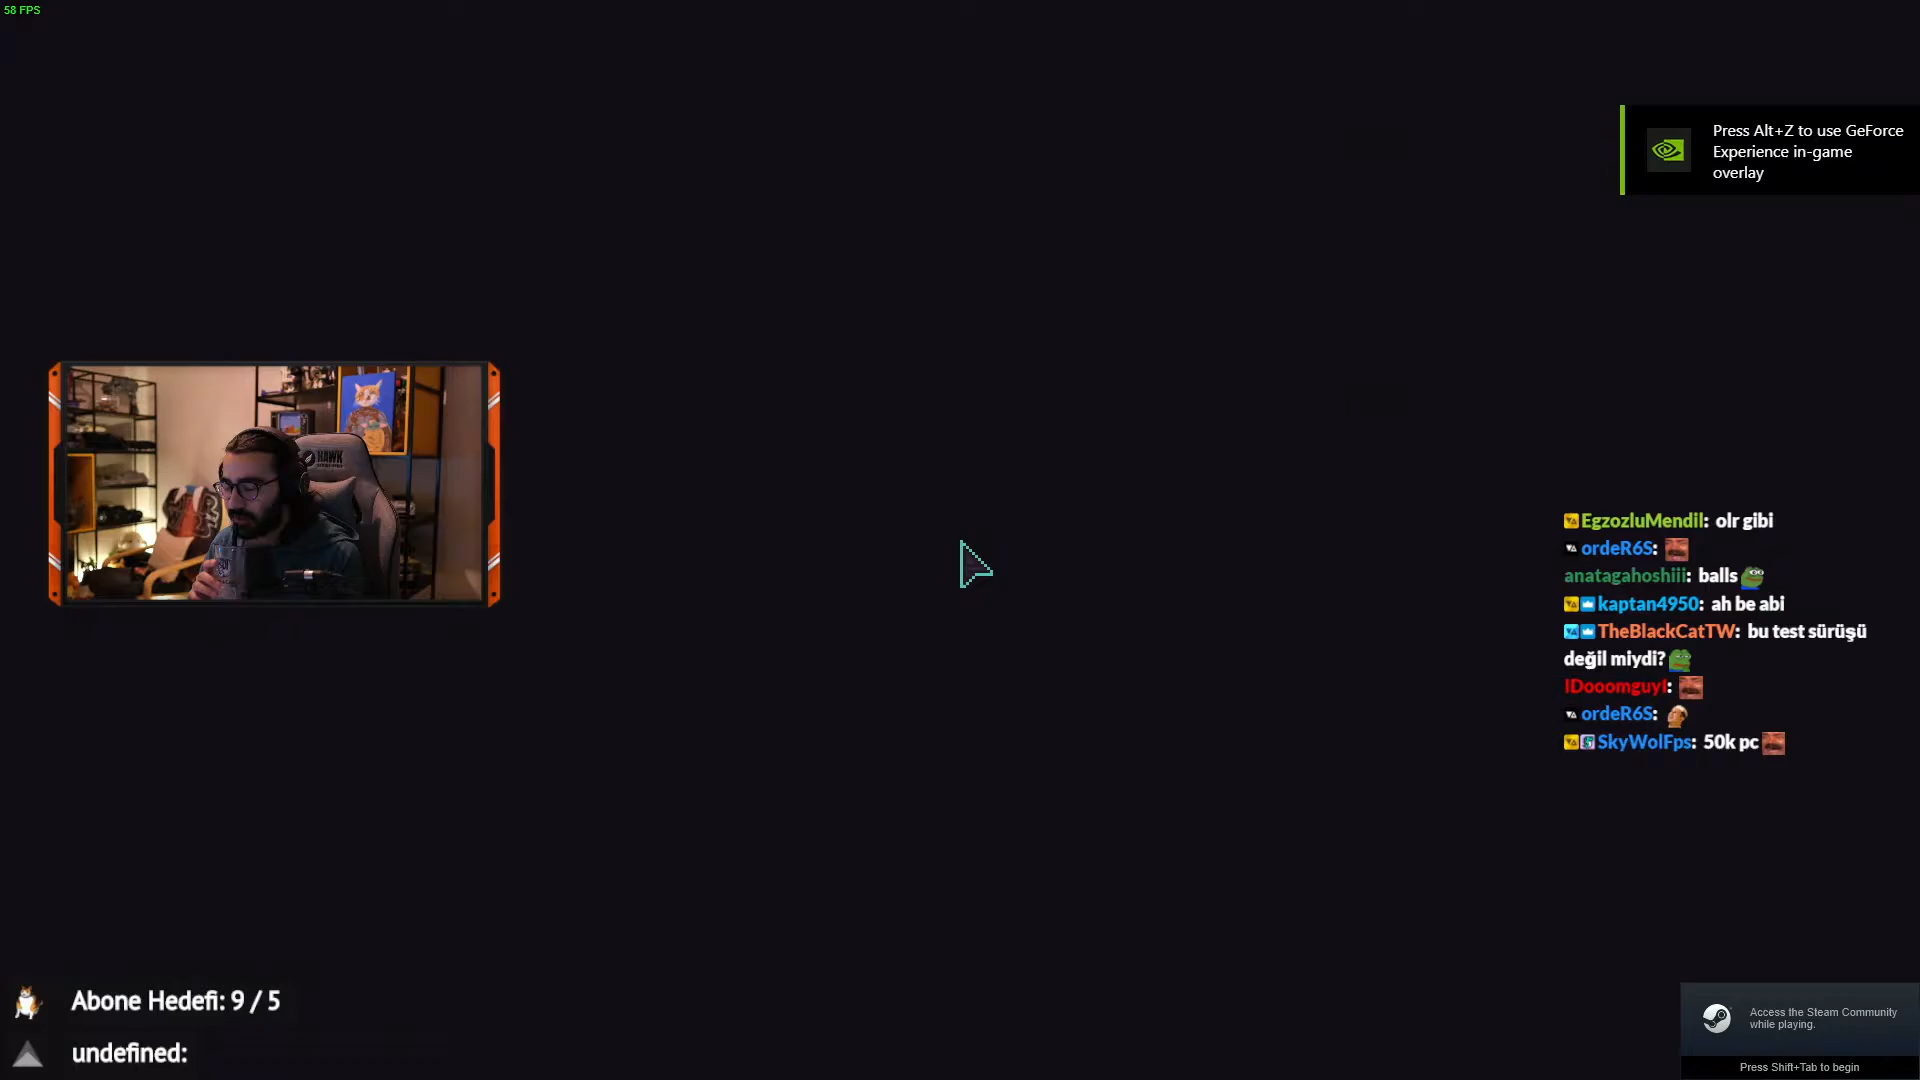 58 FPS
Press Alt+Z to use GeForce
Experience in-game
overlay
HAWK
EgzozluMendil: olr gibi
ordeR6S:
anatagahoshiii: balls
kaptan4950: ah be abi
TheBlackCatTW: bu test sürüşü
değil miydi?
IDooomguyI:
ordeR6S:
SkyWolFps: 50k pc
Abone Hedefi: 9 / 5
undefined:
Access the Steam Community
while playing.
Press Shift+Tab to begin